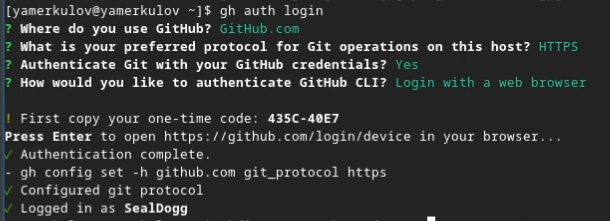 [yamerkulov@yamerkulov ~]$ gh auth login
? Where do you use GitHub? GitHub.com
? What is your preferred protocol for Git operations on this host? HTTPS
? Authenticate Git with your GitHub credentials? Yes
? How would you like to authenticate GitHub CLI? Login with a web browser
! First copy your one-time code: 435C-40E7
Press Enter to open https://github.com/login/device in your browser...
✓ Authentication complete.
- gh config set -h github.com git_protocol https
✓ Configured git protocol
✓ Logged in as SealDogg